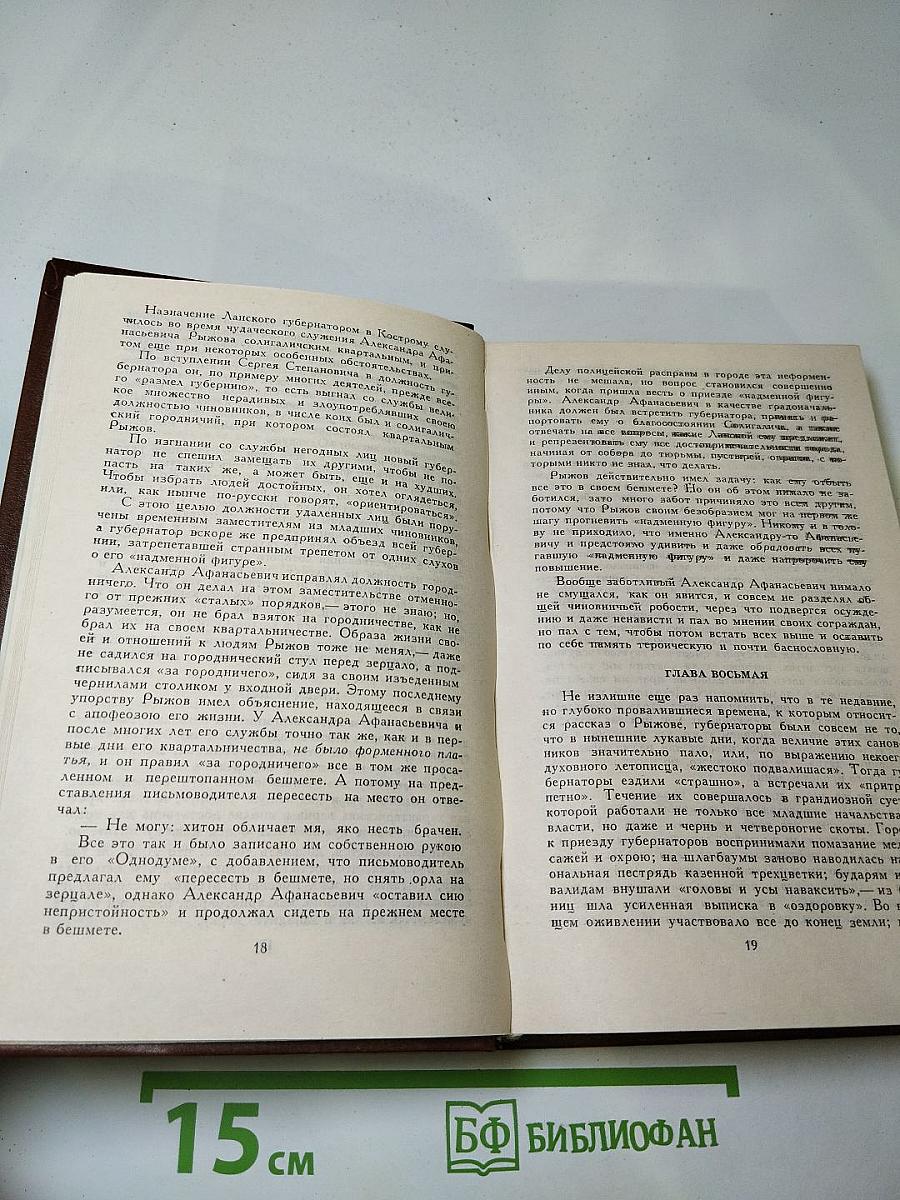 Назначение Ланского губернатором в Кострому слу-
чилось во время чудаческого служения Александра Афа-
насьевича Рыжова солигаличским квартальным, и при-
том еще при некоторых особенных обстоятельствах.
По вступлении Сергея Степановича в должность гу-
бернатора он, по примеру многих деятелей, прежде все-
го «размел губернию», то есть выгнал со службы вели-
кое множество нерадивых и злоупотреблявших своею
должностью чиновников, в числе коих был и солигалич-
ский городничий, при котором состоял квартальным
Рыжов.
По изгнании со службы негодных лиц новый губер-
натор не спешил замещать их другими, чтобы не по-
пасть на таких же, а может быть, еще и на худших.
Чтобы избрать людей достойных, он хотел оглядеться,
или, как нынче по-русски говорят, «ориентироваться».
С этою целью должности удаленных лиц были пору-
чены временным заместителям из младших чиновников,
а губернатор вскоре же предпринял объезд всей губер-
нии, затрепетавшей странным трепетом от одних слухов
о его «надменной фигуре».
Александр Афанасьевич исправлял должность город-
ничего. Что он делал на этом заместительстве отменно-
го от прежних «сталых» порядков,— этого не знаю; но,
разумеется, он не брал взяток на городничестве, как не
брал их на своем квартальничестве. Образа жизни сво-
ей и отношений к людям Рыжов тоже не менял,— даже
не садился на городнический стул перед зерцало, а под-
писывался «за городничего», сидя за своим изъеденным
чернилами столиком у входной двери. Этому последнему
упорству Рыжов имел объяснение, находящееся в связи
с апофеозою его жизни. У Александра Афанасьевича и
после многих лет его службы точно так же, как и в пер-
вые дни его квартальничества, не было форменного пла-
тья, и он правил «за городничего» все в том же проса-
ленном и перештопанном бешмете. А потому на пред-
ставления письмоводителя пересесть на место он отве-
чал:
— Не могу: хитон обличает мя, яко несть брачен.
Все это так и было записано им собственною рукою
в его «Однодуме», с добавлением, что письмоводитель
предлагал ему «пересесть в бешмете, но снять орла на
зерцале», однако Александр Афанасьевич «оставил сию
непристойность» и продолжал сидеть на прежнем месте
в бешмете.
18
Делу полицейской расправы в городе эта неформен-
ность не мешала, но вопрос становился совершенно
иным, когда пришла весть о приезде «надменной фигу-
ры». Александр Афанасьевич в качестве градоначаль-
ника должен был встретить губернатора, принять и ра-
портовать ему о благосостоянии Солигалича, а также
отвечать на все вопросы, какие Ланской ему предложит,
и репрезентовать ему все достопримечательности города,
начиная от собора до тюрьмы, пустырей, оврагов, с ко-
торыми никто не знал, что делать.
Рыжов действительно имел задачу: как ему отбыть
все это в своем бешмете? Но он об этом нимало не за-
ботился, зато много забот причиняло это всем другим,
потому что Рыжов своим безобразием мог на первом же
шагу прогневить «надменную фигуру». Никому и в голо-
ву не приходило, что именно Александру-то Афанасье-
вичу и предстояло удивить и даже обрадовать всех пу-
гавшую «надменную фигуру» и даже напророчить ему
повышение.
Вообще заботливый Александр Афанасьевич нимало
не смущался, как он явится, и совсем не разделял об-
щей чиновничьей робости, через что подвергся осужде-
нию и даже ненависти и пал во мнении своих сограждан,
но пал с тем, чтобы потом встать всех выше и оставить
по себе память героическую и почти баснословную.
ГЛАВА ВОСЬМАЯ
Не излишне еще раз напомнить, что в те недавние,
но глубоко провалившиеся времена, к которым относит-
ся рассказ о Рыжове, губернаторы были совсем не то,
что в нынешние лукавые дни, когда величие этих санов-
ников значительно пало, или, по выражению некоег
духовного летописца, «жестоко подвалишася». Тогда гу
бернаторы ездили «страшно», а встречали их «притр
петно». Течение их совершалось в грандиозной сует
которой работали не только все младшие начальства
власти, но даже и чернь и четвероногие скоты. Горо
к приезду губернаторов воспринимали помазание мел
сажей и охрою; на шлагбаумы заново наводилась на
ональная пестрядь казенной трехцветки; бударям и
валидам внушали «головы и усы наваксить»,— из б
ниц шла усиленная выписка в «оздоровку». Во в
щем оживлении участвовало все до конец земли;
19
15 см
БФ БИБЛИОФАН